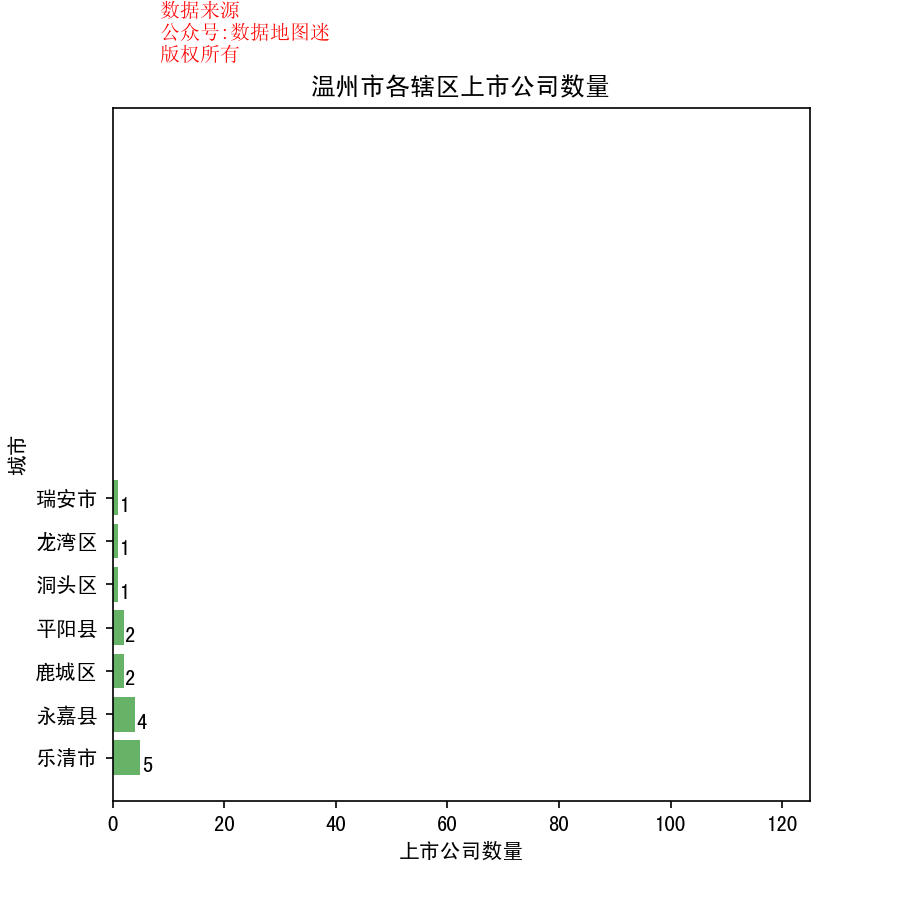 数据来源
公众号:数据地图迷
版权所有
温州市各辖区上市公司数量
城市
瑞安市 1
龙湾区 1
洞头区 1
平阳县 2
鹿城区 2
永嘉县 4
乐清市 5
0 20 40 60 80 100 120
上市公司数量